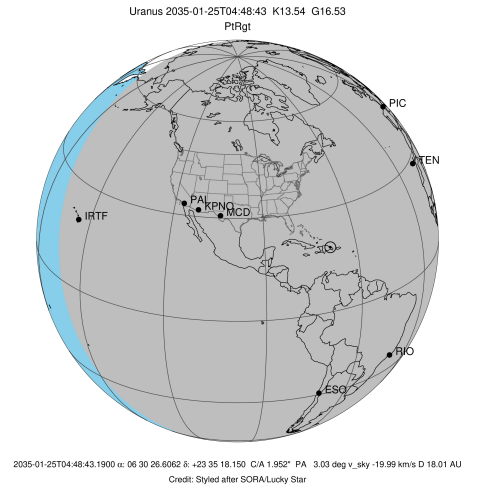 Uranus 2035-01-25T04:48:43 K13.54 G16.53
PtRgt
PIC
TEN
PAL
KPNO
MCD
IRTF
RIO
ESO
2035-01-25T04:48:43.1900 α: 06 30 26.6062 δ: +23 35 18.150 C/A 1.952" PA 3.03 deg v_sky -19.99 km/s D 18.01 AU
Credit: Styled after SORA/Lucky Star